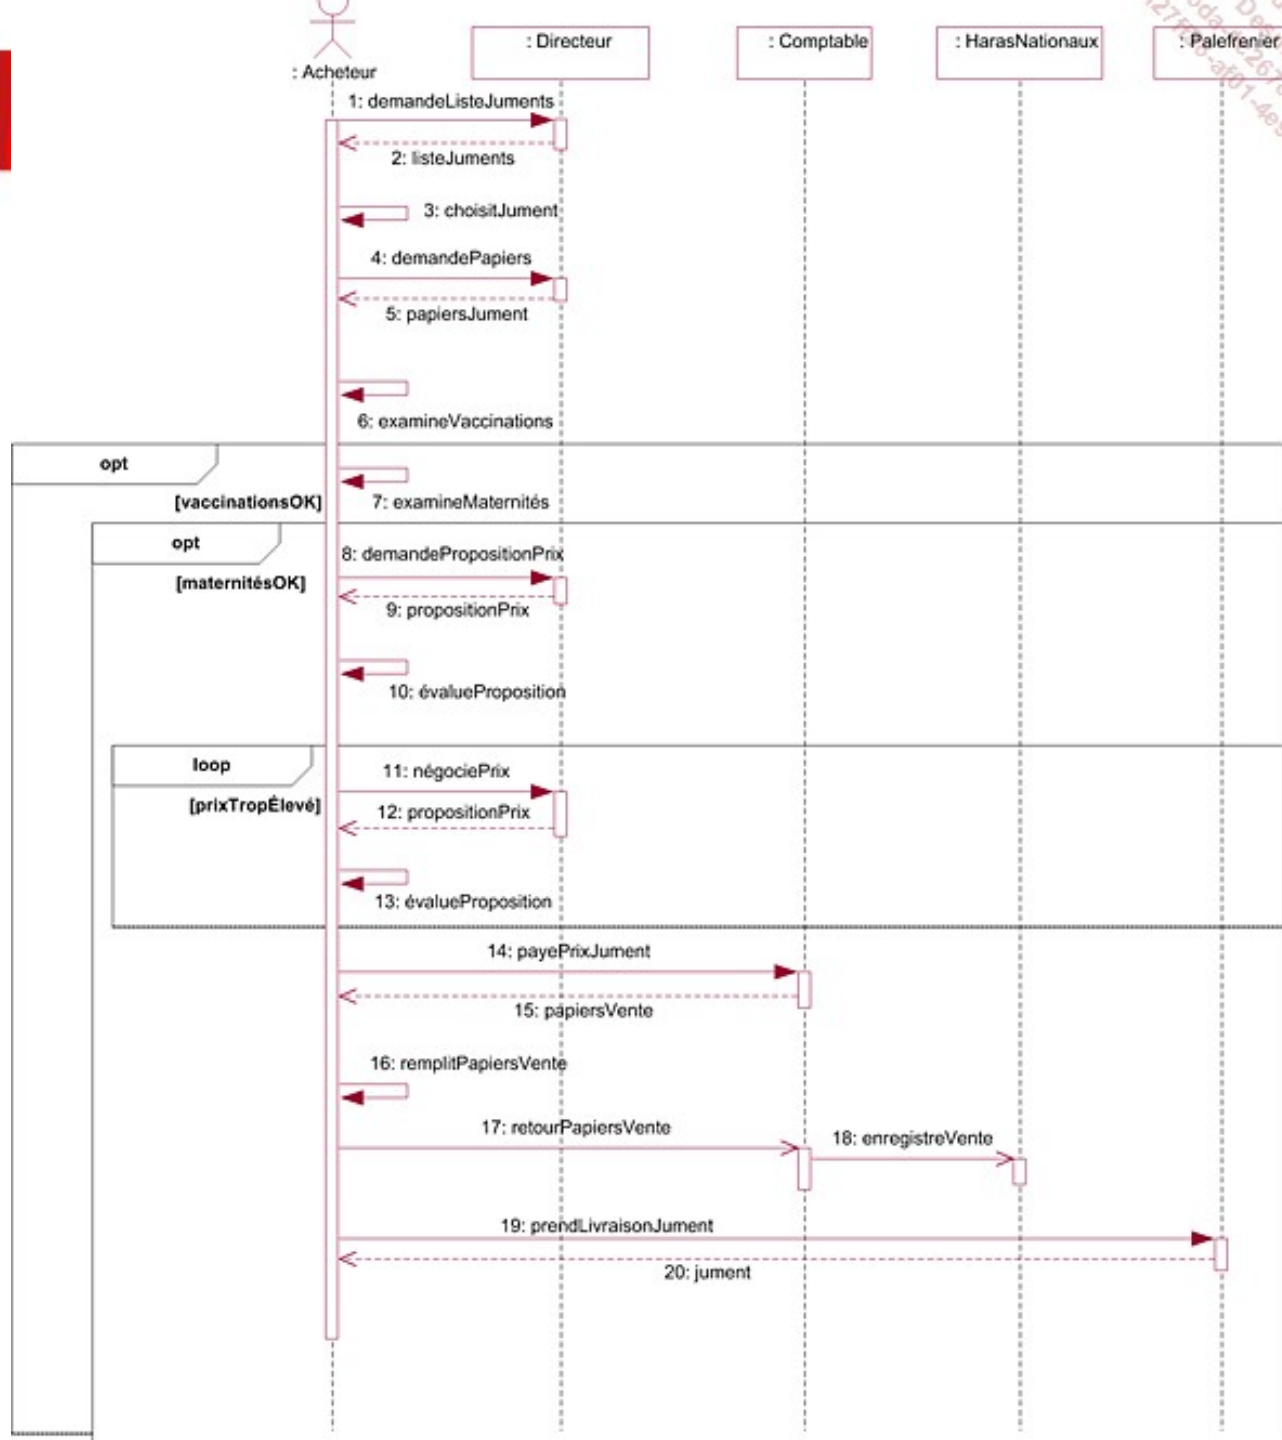 : Acheteur
: Directeur
: Comptable
: HarasNationaux
: Palefrenier
1: demandeListeJuments
2: listeJuments
3: choisitJument
4: demandePapiers
5: papiersJument
6: examineVaccinations
opt
[vaccinationsOK]
7: examineMaternités
opt
[maternitésOK]
8: demandePropositionPrix
9: propositionPrix
10: évalueProposition
loop
[prixTropÉlevé]
11: négociePrix
12: propositionPrix
13: évalueProposition
14: payePrixJument
15: papiersVente
16: remplitPapiersVente
17: retourPapiersVente
18: enregistreVente
19: prendLivraisonJument
20: jument